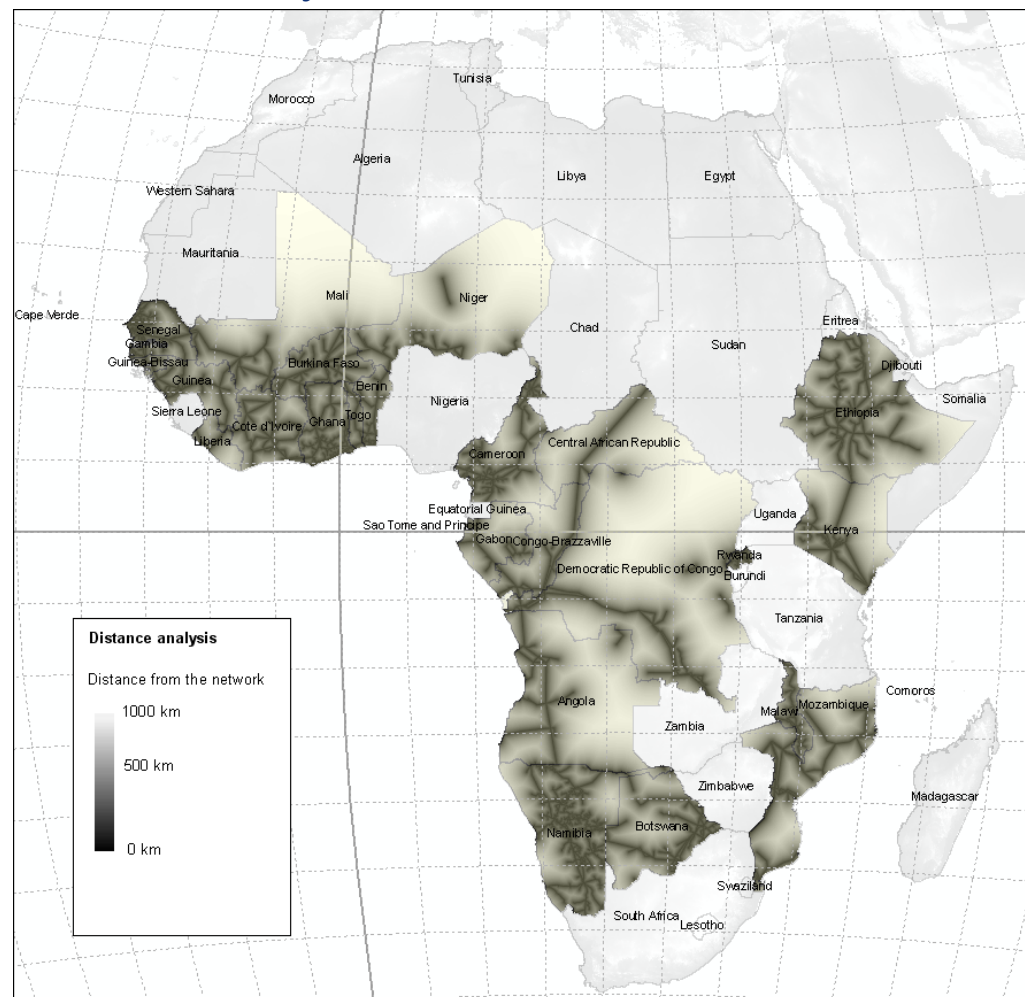 Tunisia
Morocco
Algeria
Libya
Egypt
Western Sahara
Mauritania
Mali
Niger
Cape Verde
Chad
Eritrea
Senegal
Sudan
Gambia
Djibouti
Guinea-Bissau
Burkina Faso
Guinea
Benin
Somalia
Nigeria
Sierra Leone
Ghana
Togo
Ethiopia
Cote d'Ivoire
Liberia
Central African Republic
Cameroon
Equatorial Guinea
Uganda
Sao Tome and Principe
Kenya
Gabon
Congo-Brazzaville
Rwanda
Democratic Republic of Congo
Burundi
Tanzania
Distance analysis
Distance from the network
1000 km
500 km
0 km
Comoros
Angola
Malawi
Mozambique
Zambia
Zimbabwe
Madagascar
Botswana
Namibia
Swaziland
South Africa
Lesotho